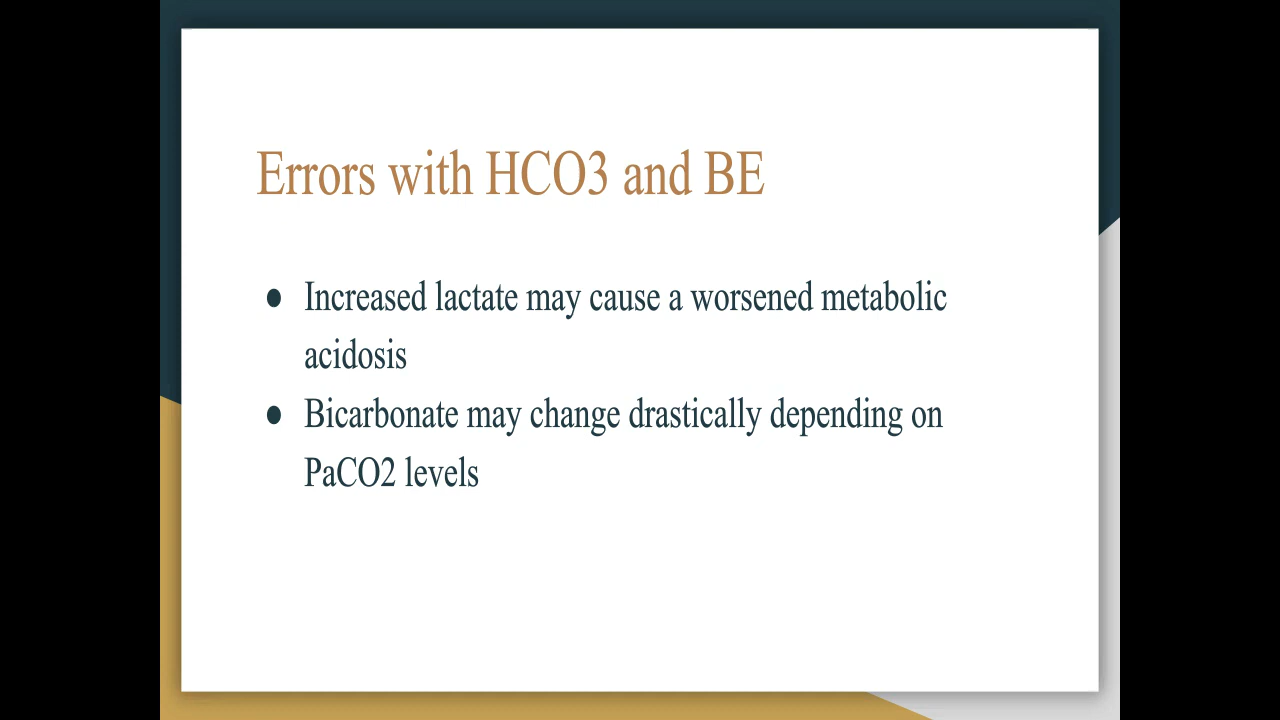 Errors with HCO3 and BE
● Increased lactate may cause a worsened metabolic
acidosis
● Bicarbonate may change drastically depending on
PaCO2 levels